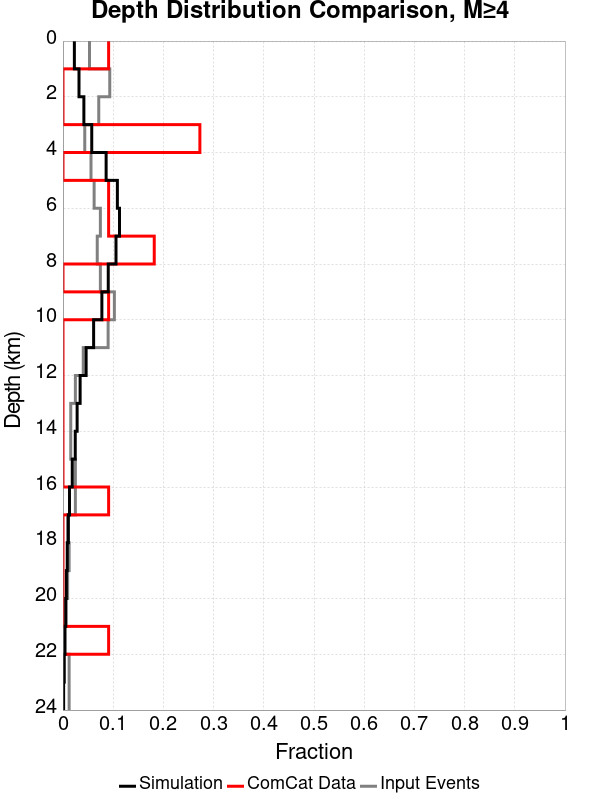 Depth Distribution Comparison, M≥4
0
2
4
6
8
10
12
14
16
18
20
22
24
Depth (km)
0 0.1 0.2 0.3 0.4 0.5 0.6 0.7 0.8 0.9 1
Fraction
Simulation ComCat Data Input Events